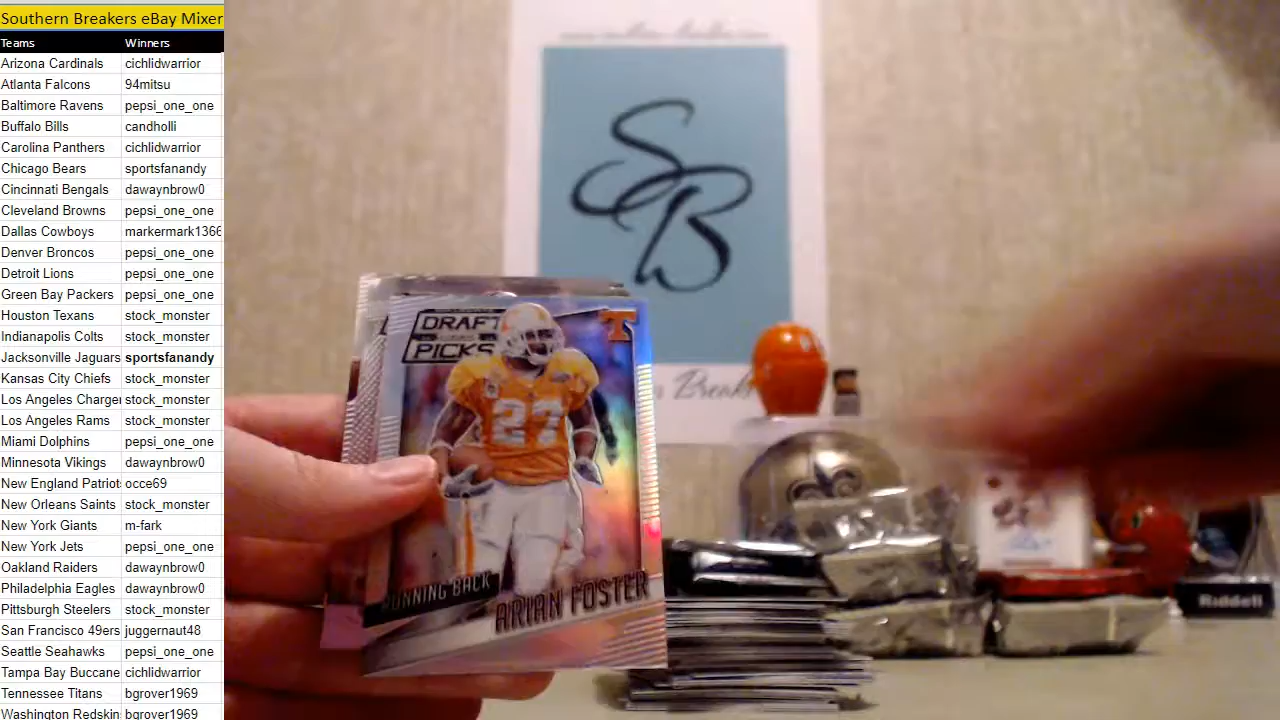 Southern Breakers eBay Mixer
Teams Winners
Arizona Cardinals cichlidwarrior
Atlanta Falcons 94mitsu
Baltimore Ravens pepsi_one_one
Buffalo Bills candholli
Carolina Panthers cichlidwarrior
Chicago Bears sportsfanandy
Cincinnati Bengals dawaynbrow0
Cleveland Browns pepsi_one_one
Dallas Cowboys markermark1366
Denver Broncos pepsi_one_one
Detroit Lions pepsi_one_one
Green Bay Packers pepsi_one_one
Houston Texans stock_monster
Indianapolis Colts stock_monster
Jacksonville Jaguars sportsfanandy
Kansas City Chiefs stock_monster
Los Angeles Charger stock_monster
Los Angeles Rams stock_monster
Miami Dolphins pepsi_one_one
Minnesota Vikings dawaynbrow0
New England Patriot occe69
New Orleans Saints stock_monster
New York Giants m-fark
New York Jets pepsi_one_one
Oakland Raiders dawaynbrow0
Philadelphia Eagles dawaynbrow0
Pittsburgh Steelers stock_monster
San Francisco 49ers juggernaut48
Seattle Seahawks pepsi_one_one
Tampa Bay Buccane cichlidwarrior
Tennessee Titans bgrover1969
Washington Redskin bgrover1969
SB
DRAFT
PICKS
T
27
RUNNING BACK
ARIAN FOSTER
Riddell